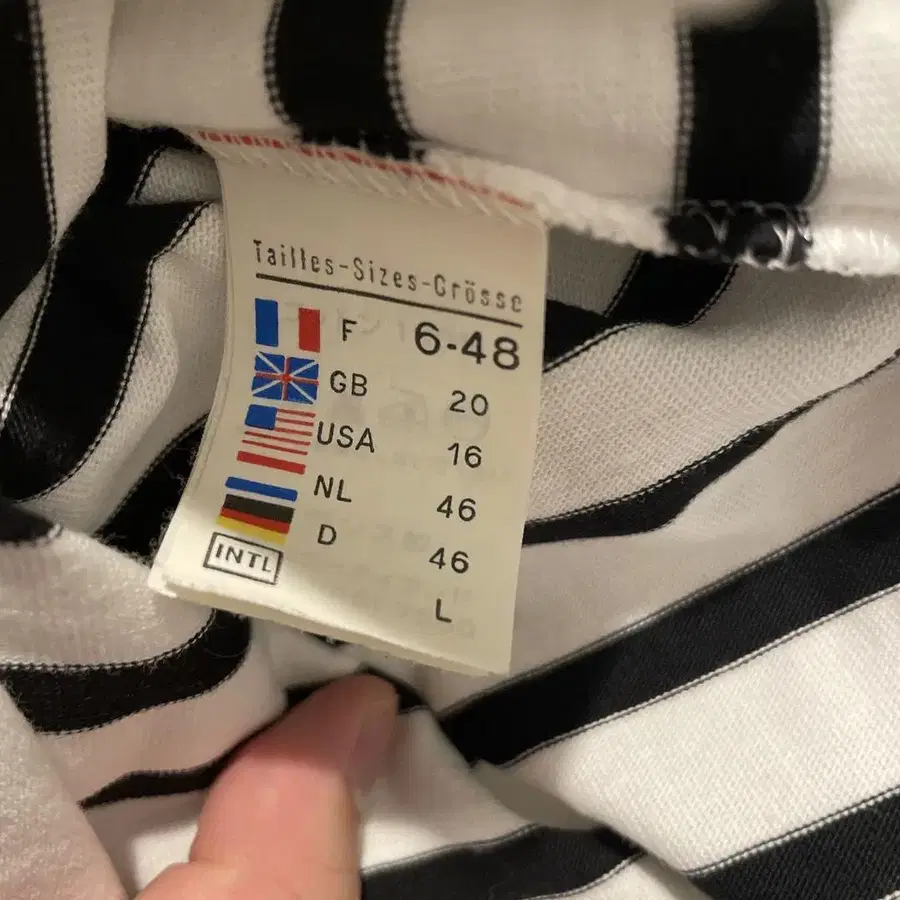 Tailles-Sizes-Grösse
F 6-48
GB 20
USA 16
NL 46
D 46
INTL L